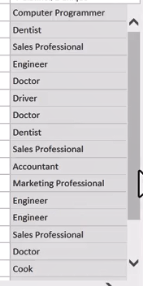 Computer Programmer
Dentist
Sales Professional
Engineer
Doctor
Driver
Doctor
Dentist
Sales Professional
Accountant
Marketing Professional
Engineer
Engineer
Sales Professional
Doctor
Cook